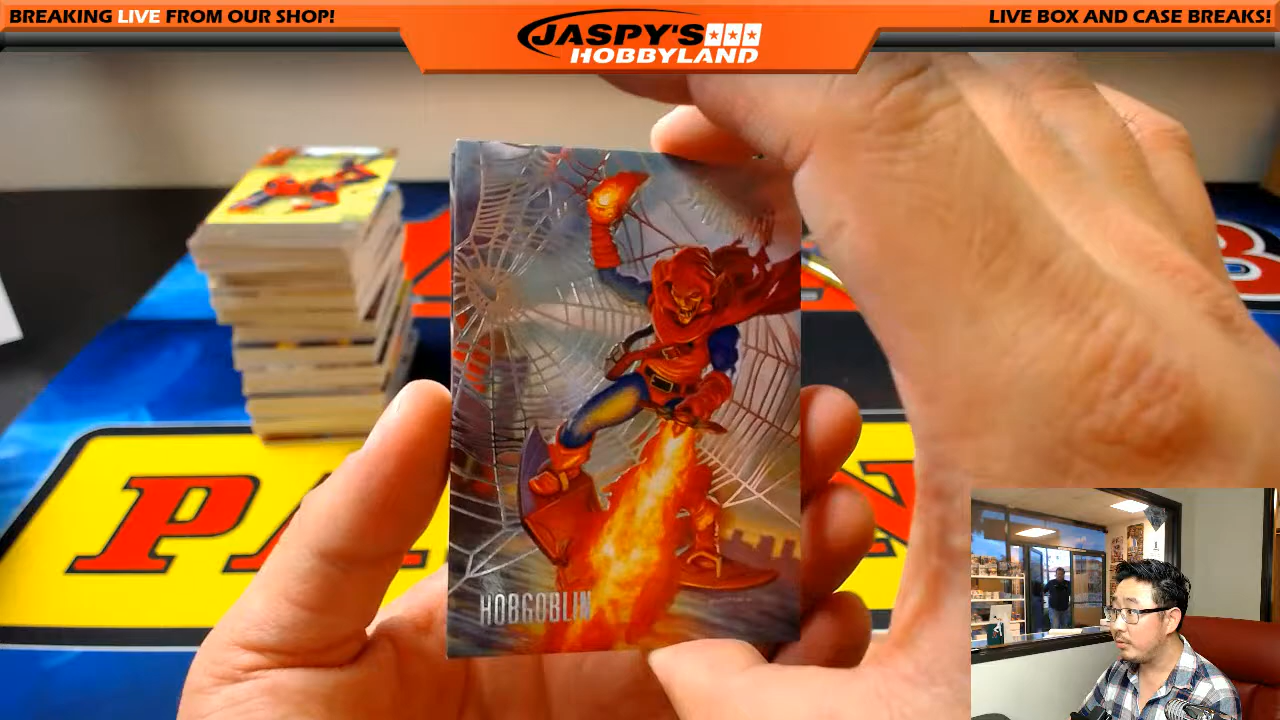 BREAKING LIVE FROM OUR SHOP!
JASPY'S
HOBBYLAND
LIVE BOX AND CASE BREAKS!
HOBGOBLIN